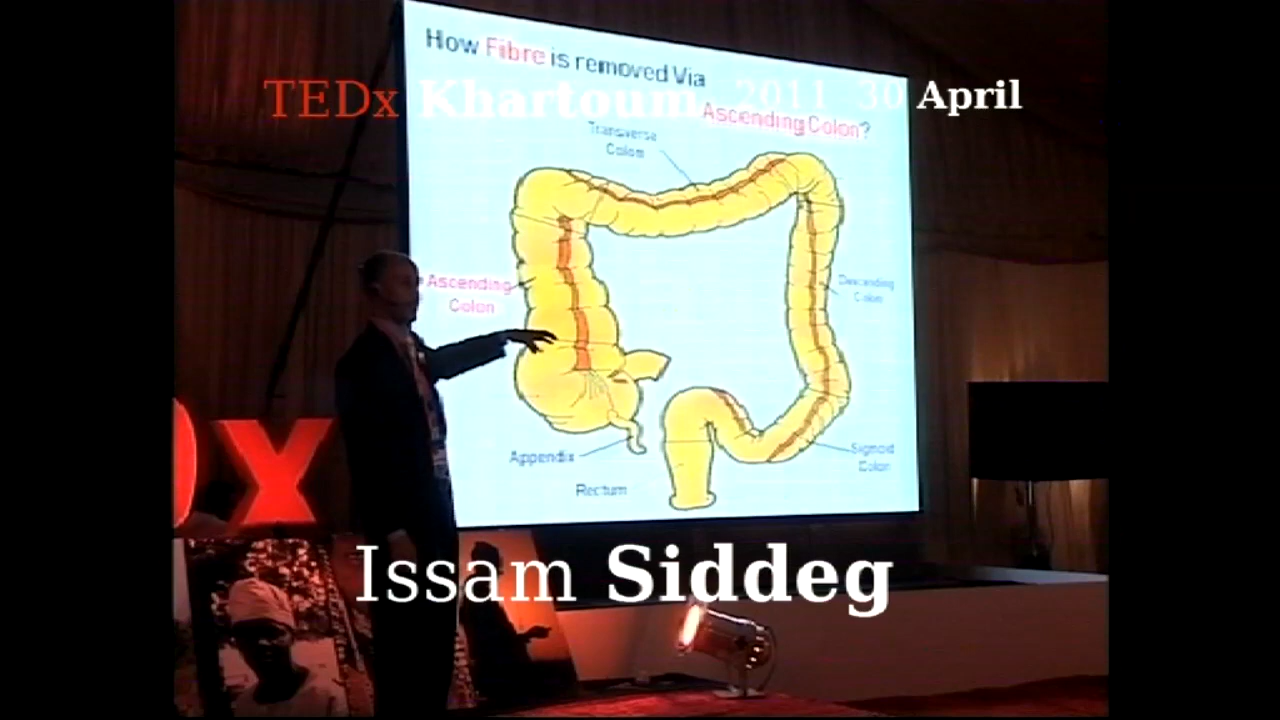 How Fibre is removed Via
TEDx Khartoum 2011 30 April
Ascending Colon?
Transverse
Colon
Ascending
Colon
Descending
Colon
Appendix
Sigmoid
Colon
Rectum
Dx
Issam Siddeg